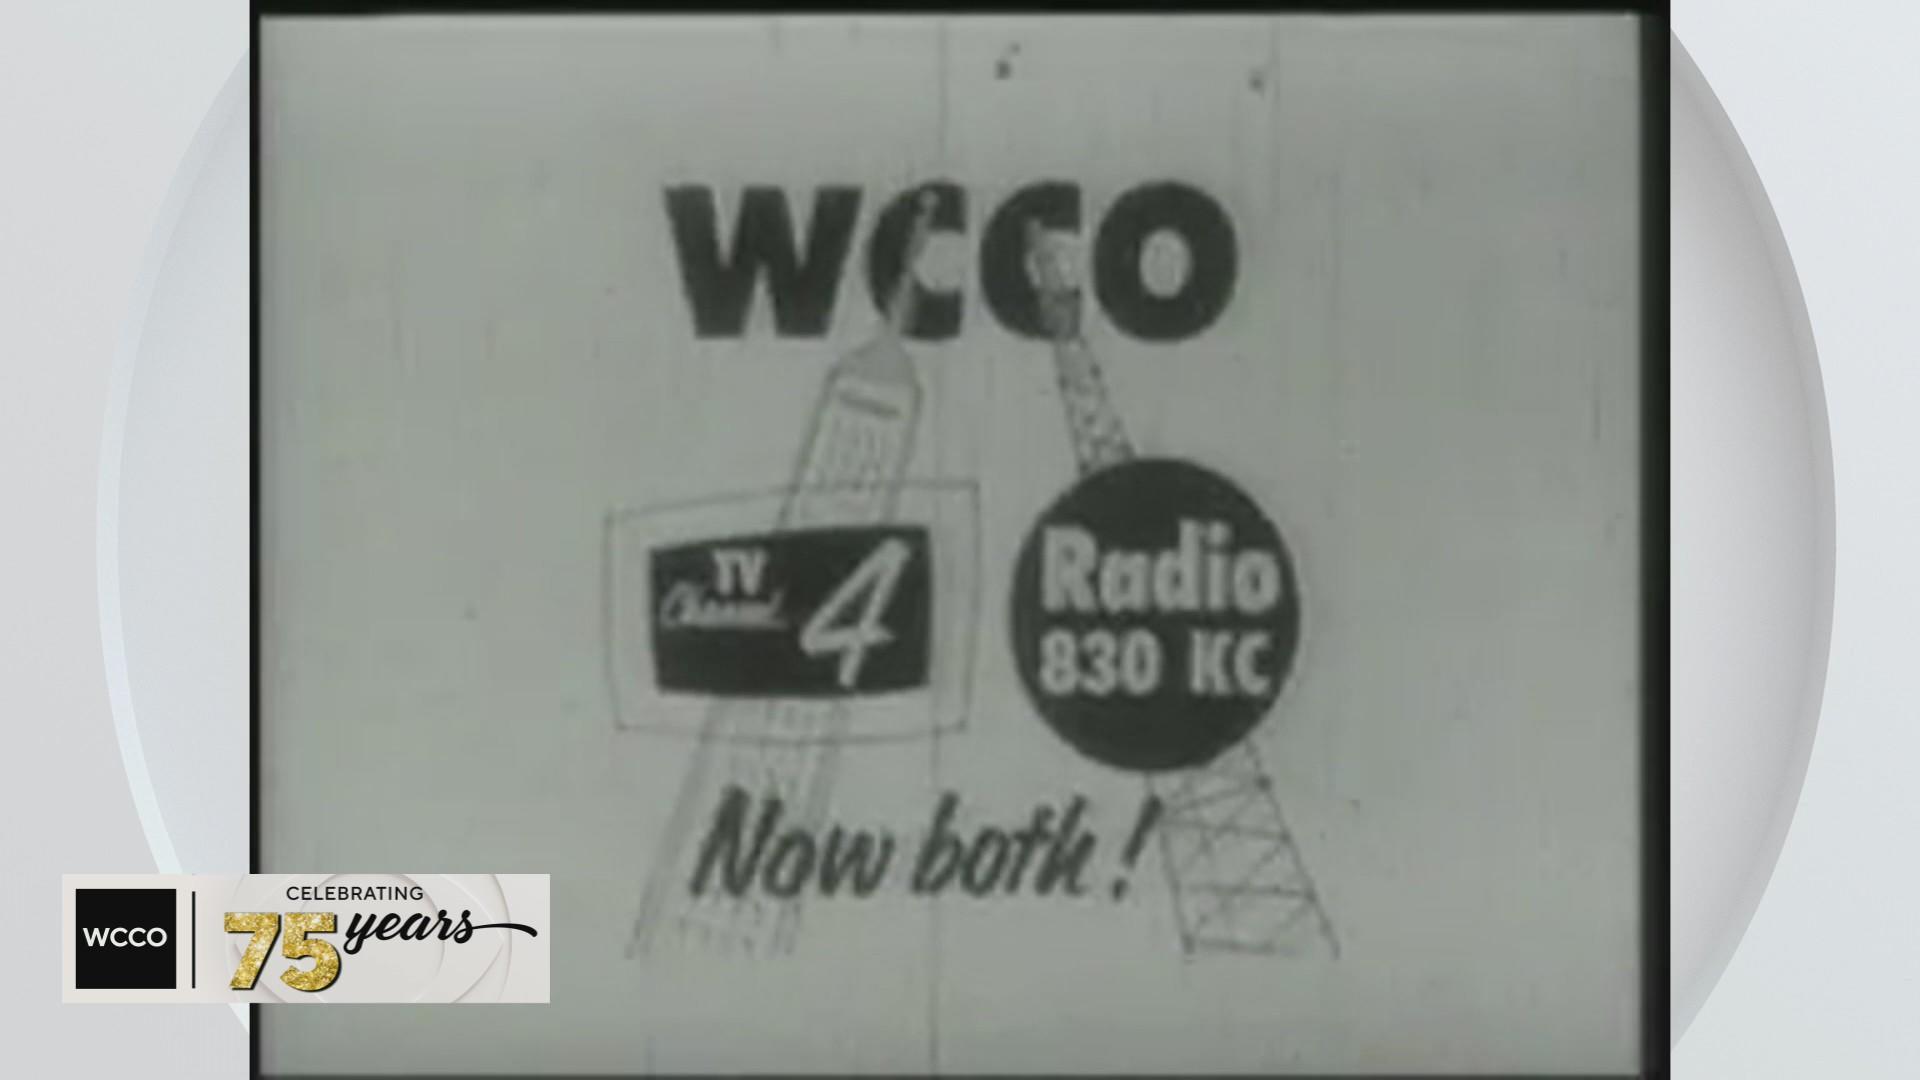 WCCO
TV
Channel 4
Radio
830 KC
Now both!
WCCO
CELEBRATING
75 years